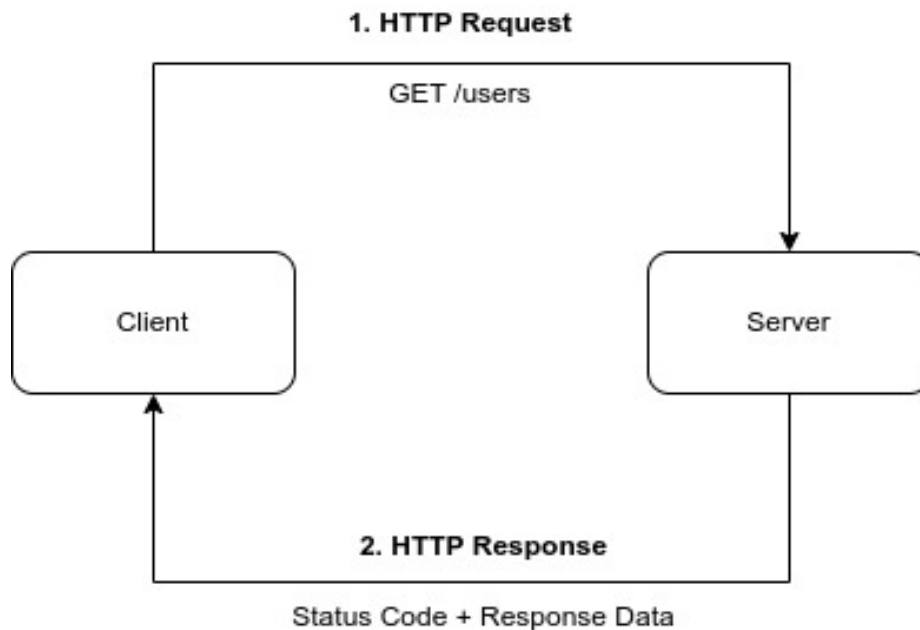 1. HTTP Request
GET /users
Client
Server
2. HTTP Response
Status Code + Response Data